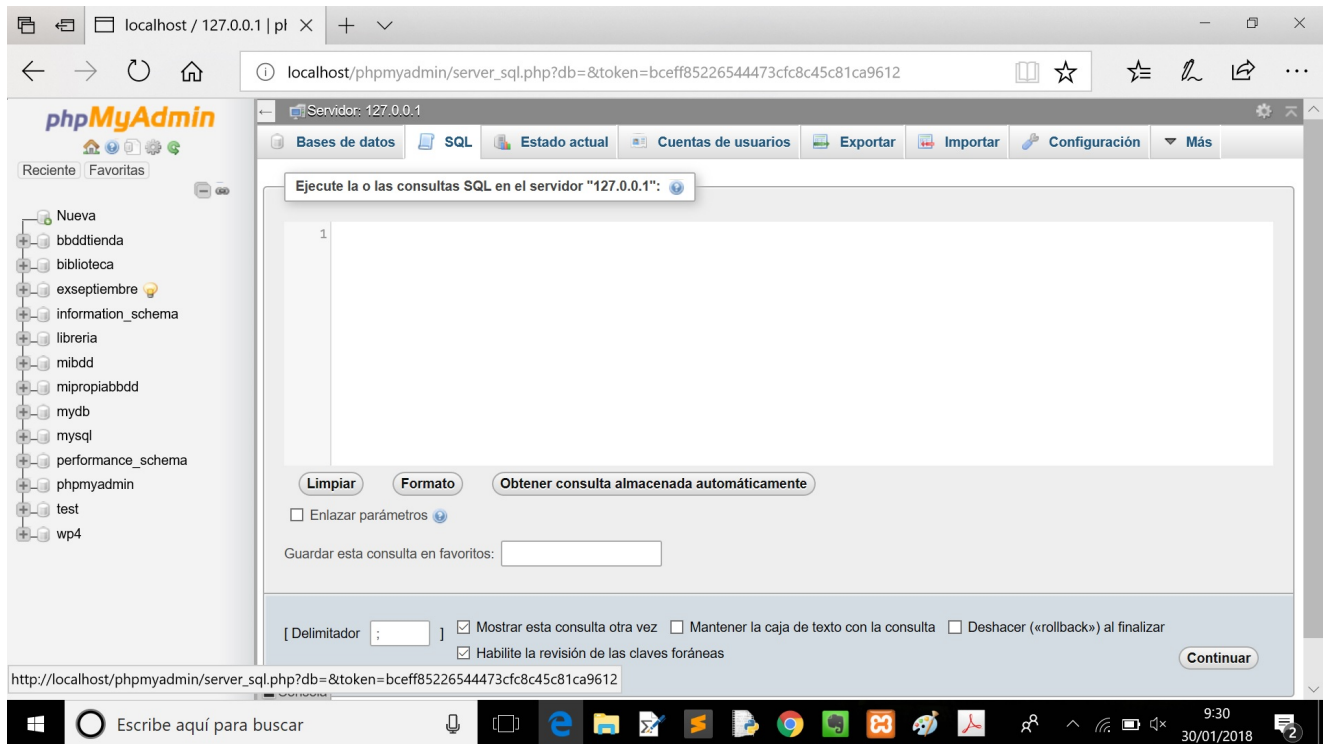 localhost / 127.0.0.1 | pl
localhost/phpmyadmin/server_sql.php?db=&token=bceff85226544473cfc8c45c81ca9612
phpMyAdmin
Reciente Favoritas
Nueva
bbddtienda
biblioteca
exseptiembre
information_schema
libreria
mibdd
mipropiabbdd
mydb
mysql
performance_schema
phpmyadmin
test
wp4
Servidor: 127.0.0.1
Bases de datos SQL Estado actual Cuentas de usuarios Exportar Importar Configuración Más
Ejecute la o las consultas SQL en el servidor "127.0.0.1":
1
Limpiar Formato Obtener consulta almacenada automáticamente
Enlazar parámetros
Guardar esta consulta en favoritos:
[ Delimitador ; ] Mostrar esta consulta otra vez Mantener la caja de texto con la consulta Deshacer («rollback») al finalizar
Habilite la revisión de las claves foráneas
Continuar
http://localhost/phpmyadmin/server_sql.php?db=&token=bceff85226544473cfc8c45c81ca9612
Consola
Escribe aquí para buscar
9:30
30/01/2018
2